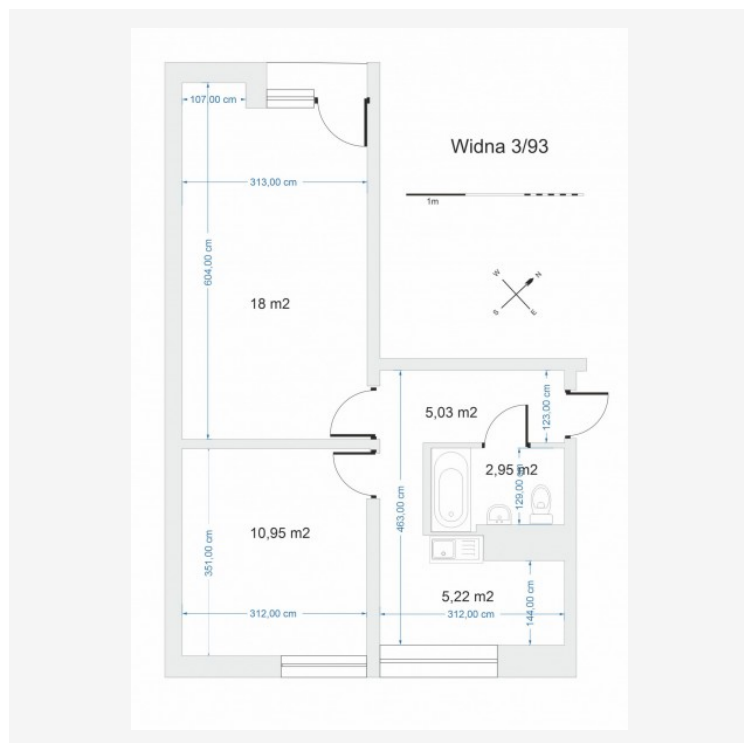 107,00 cm
Widna 3/93
313,00 cm
1m
604,00 cm
W
N
S
E
18 m2
5,03 m2
123,00 cm
2,95 m2
129,00 cm
463,00 cm
10,95 m2
351,00 cm
5,22 m2
312,00 cm
312,00 cm
144,00 cm